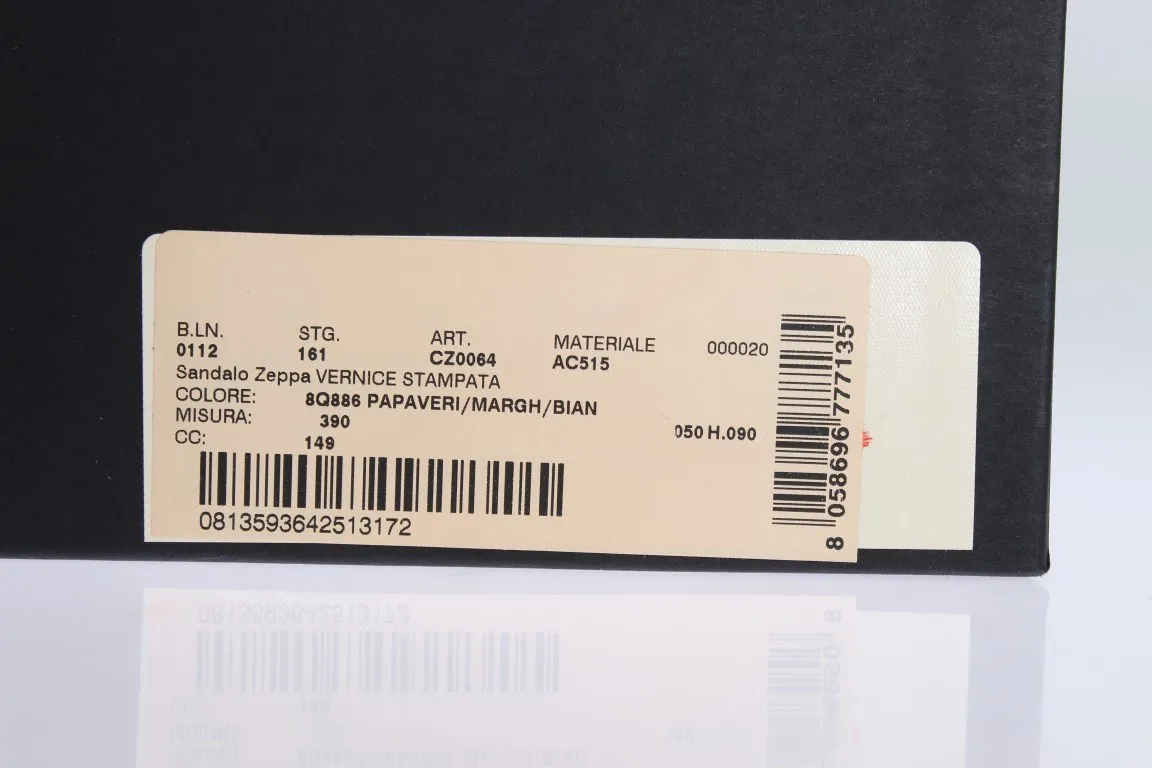 B.LN. STG. ART. MATERIALE 000020
0112 161 CZ0064 AC515
Sandalo Zeppa VERNICE STAMPATA
COLORE: 8Q886 PAPAVERI/MARGH/BIAN
MISURA: 390
050 H.090
CC: 149
0813593642513172
8 058696 777135